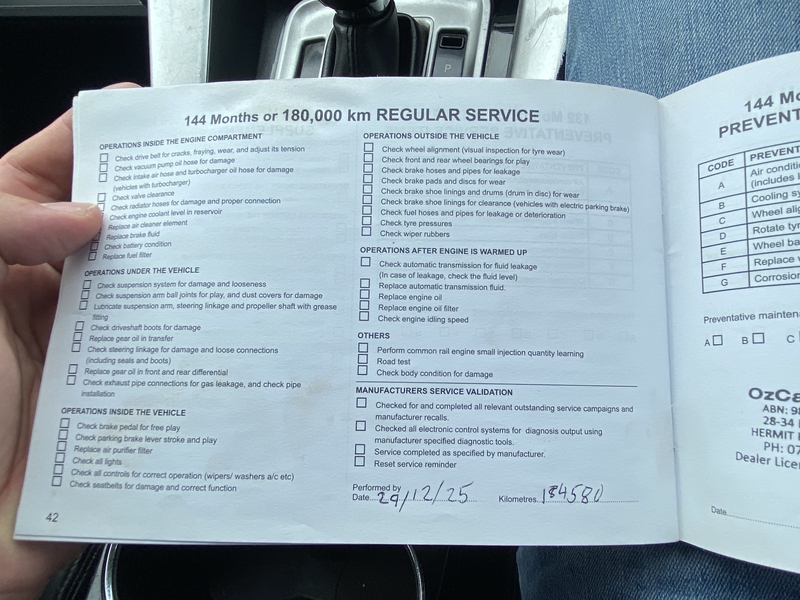 144 Months or 180,000 km REGULAR SERVICE
OPERATIONS INSIDE THE ENGINE COMPARTMENT
Check drive belt for cracks, fraying, wear, and adjust its tension
Check vacuum pump oil hose for damage
Check intake air hose and turbocharger oil hose for damage
(vehicles with turbocharger)
Check valve clearance
Check radiator hoses for damage and proper connection
Check engine coolant level in reservoir
Replace air cleaner element
Replace brake fluid
Check battery condition
Replace fuel filter
OPERATIONS UNDER THE VEHICLE
Check suspension system for damage and looseness
Check suspension arm ball joints for play, and dust covers for damage
Lubricate suspension arm, steering linkage and propeller shaft with grease
fitting
Check driveshaft boots for damage
Replace gear oil in transfer
Check steering linkage for damage and loose connections
(including seals and boots)
Replace gear oil in front and rear differential
Check exhaust pipe connections for gas leakage, and check pipe
installation
OPERATIONS INSIDE THE VEHICLE
Check brake pedal for free play
Check parking brake lever stroke and play
Replace air purifier filter
Check all lights
Check all controls for correct operation (wipers/ washers a/c etc)
Check seatbelts for damage and correct function
42
OPERATIONS OUTSIDE THE VEHICLE
Check wheel alignment (visual inspection for tyre wear)
Check front and rear wheel bearings for play
Check brake hoses and pipes for leakage
Check brake pads and discs for wear
Check brake shoe linings and drums (drum in disc) for wear
Check brake shoe linings for clearance (vehicles with electric parking brake)
Check fuel hoses and pipes for leakage or deterioration
Check tyre pressures
Check wiper rubbers
OPERATIONS AFTER ENGINE IS WARMED UP
Check automatic transmission for fluid leakage
(In case of leakage, check the fluid level)
Replace automatic transmission fluid.
Replace engine oil
Replace engine oil filter
Check engine idling speed
OTHERS
Perform common rail engine small injection quantity learning
Road test
Check body condition for damage
MANUFACTURERS SERVICE VALIDATION
Checked for and completed all relevant outstanding service campaigns and
manufacturer recalls.
Checked all electronic control systems for diagnosis output using
manufacturer specified diagnostic tools.
Service completed as specified by manufacturer.
Reset service reminder
Performed by
Date 29/12/25 Kilometres 184580
144 Mo
PREVENT
CODE PREVENT
A Air conditi
(includes
B Cooling sy
C Wheel alig
D Rotate tyr
E Wheel ba
F Replace
G Corrosion
Preventative maintena
A B C
OzCa
ABN: 98
28-34
HERMIT
PH: 07
Dealer Licen
Date
P